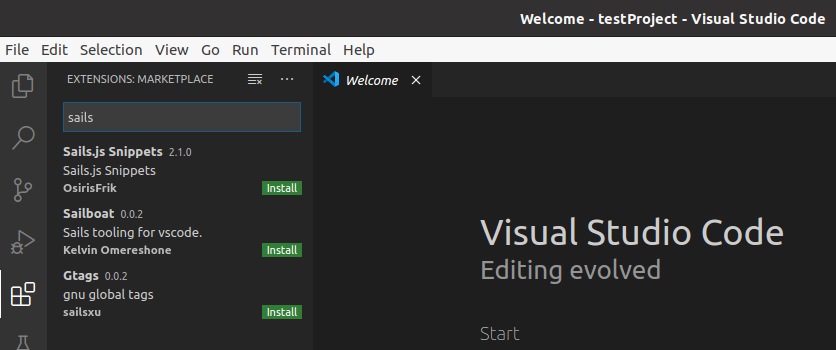 Welcome - testProject - Visual Studio Code
File Edit Selection View Go Run Terminal Help
EXTENSIONS: MARKETPLACE
Welcome
sails
Sails.js Snippets 2.1.0
Sails.js Snippets
OsirisFrik Install
Sailboat 0.0.2
Sails tooling for vscode.
Kelvin Omereshone Install
Gtags 0.0.2
gnu global tags
sailsxu Install
Visual Studio Code
Editing evolved
Start